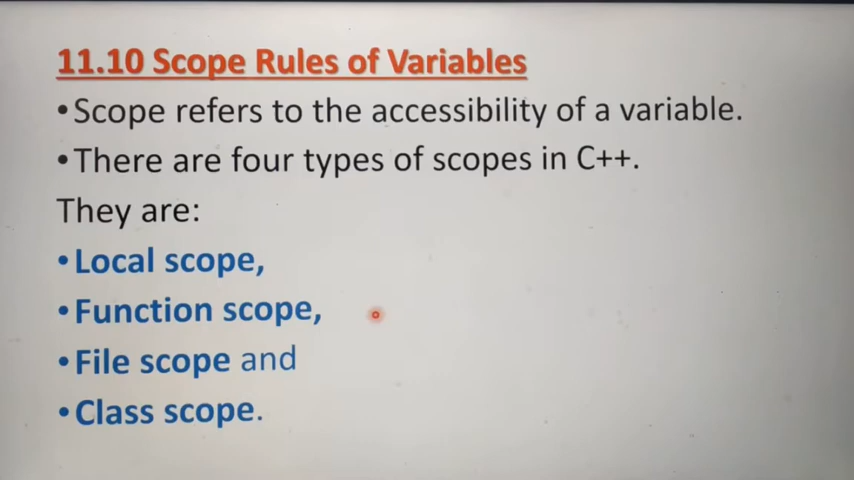 11.10 Scope Rules of Variables
•Scope refers to the accessibility of a variable.
•There are four types of scopes in C++.
They are:
•Local scope,
•Function scope,
•File scope and
•Class scope.